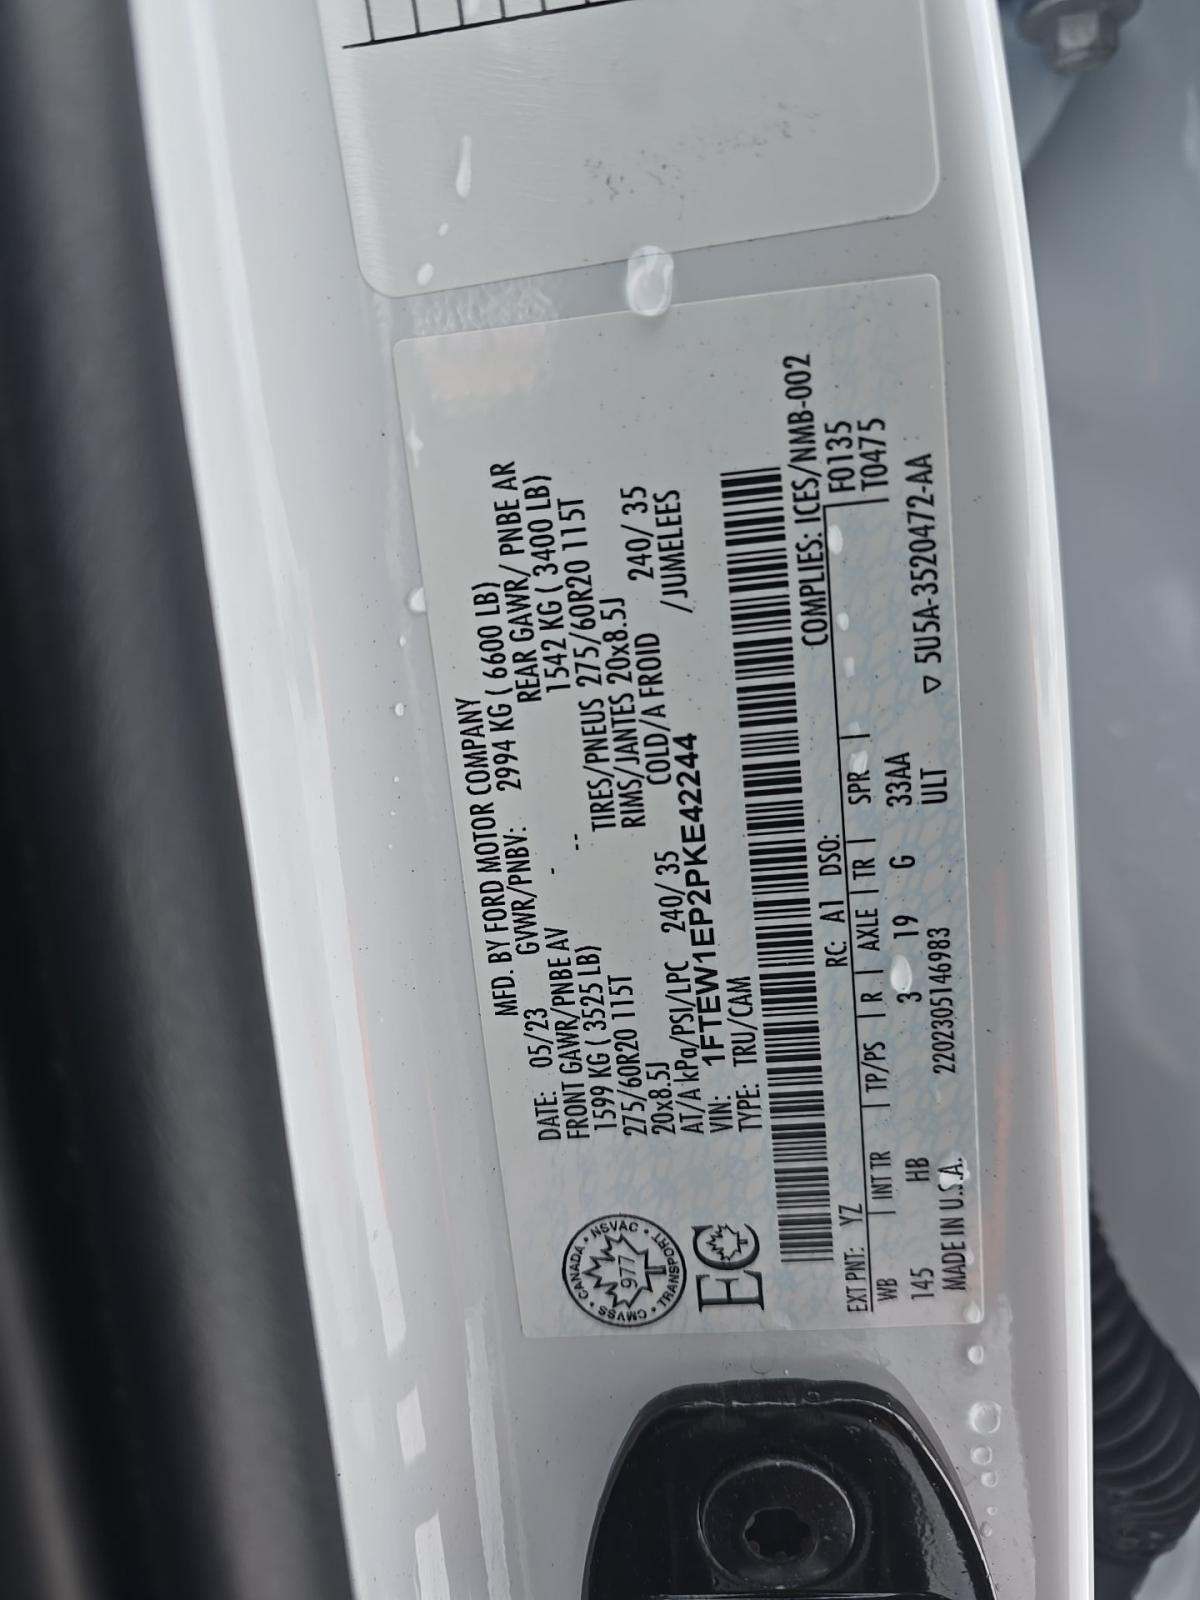 MFD. BY FORD MOTOR COMPANY
DATE: 05/23 GVWR/PNBV: 2994 KG ( 6600 LB)
FRONT GAWR/PNBE AV - REAR GAWR/ PNBE AR
1599 KG ( 3525 LB) -- 1542 KG ( 3400 LB)
275/60R20 115T TIRES/PNEUS 275/60R20 115T
20x8.5J RIMS/JANTES 20x8.5J
AT/A kPa/PSI/LPC 240/ 35 COLD/A FROID 240/ 35
VIN: 1FTEW1EP2PKE42244 /JUMELEES
TYPE: TRU/CAM
CANADA • NSVAC • TRANSPORT • CMVSS •
977
EC
COMPLIES: ICES/NMB-002
EXT PNT: YZ RC: A1 DSO: F0135
WB | INT TR | TP/PS | R | AXLE | TR | SPR | | T0475
145 HB 3 19 G 33AA
MADE IN U.S.A. 2202305146983 ULT ▽ 5U5A-3520472-AA